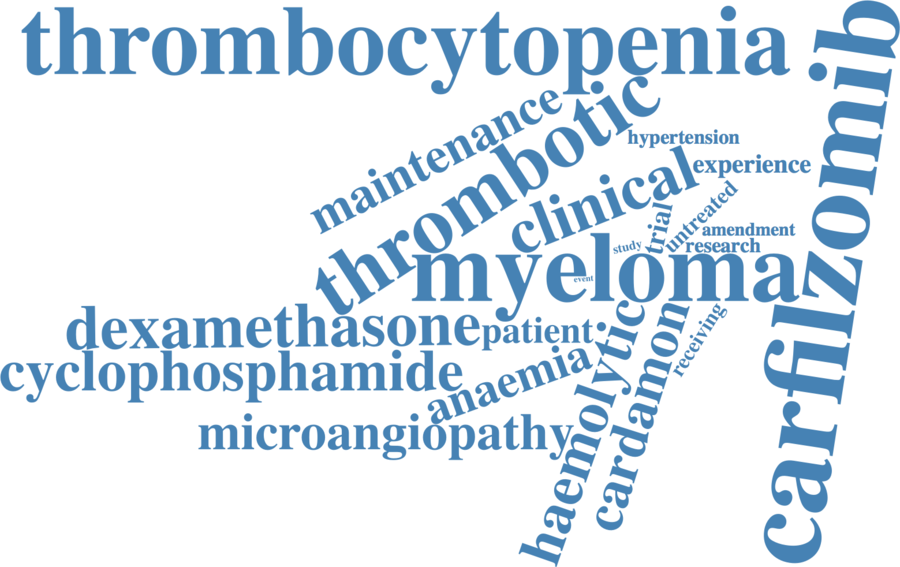 thrombocytopenia
carfilzomib
maintenance
thrombotic
hypertension
clinical
experience
trial
untreated
amendment
study
research
myeloma
event
dexamethasone
patient
receiving
cyclophosphamide
anaemia
haemolytic
cardamon
microangiopathy